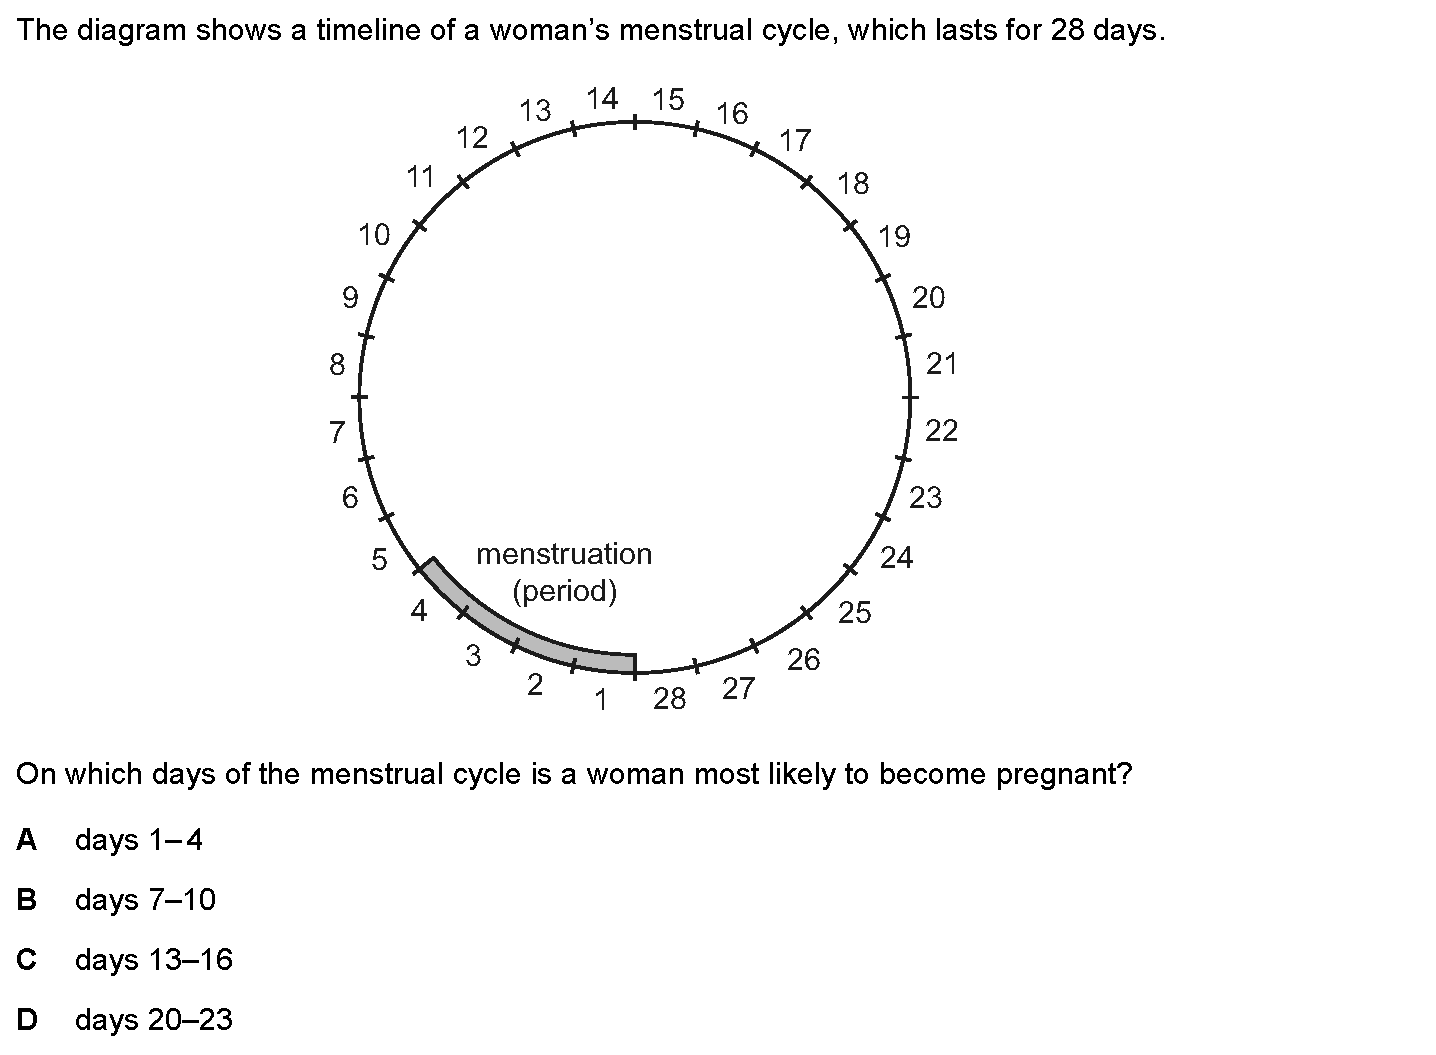 The diagram shows a timeline of a woman's menstrual cycle, which lasts for 28 days.
14 15
13 16
12 17
11 18
10 19
9 20
8 21
7 22
6 23
5 24
4 25
3 26
2 27
1 28
menstruation
(period)
On which days of the menstrual cycle is a woman most likely to become pregnant?
A days 1–4
B days 7–10
C days 13–16
D days 20–23